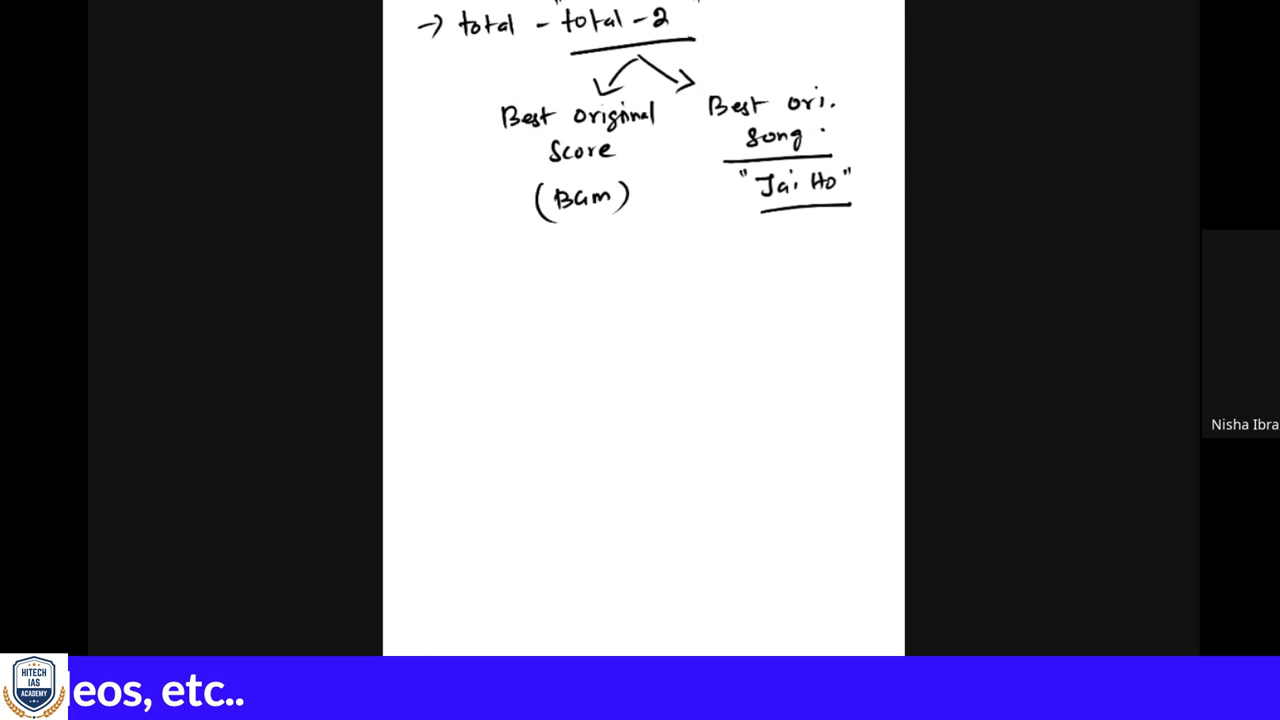 → total - "total - 2"
Best Original
Score
(BGM)
Best ori.
Song.
"Jai Ho"
Nisha Ibra
HITECH
IAS
ACADEMY
eos, etc..